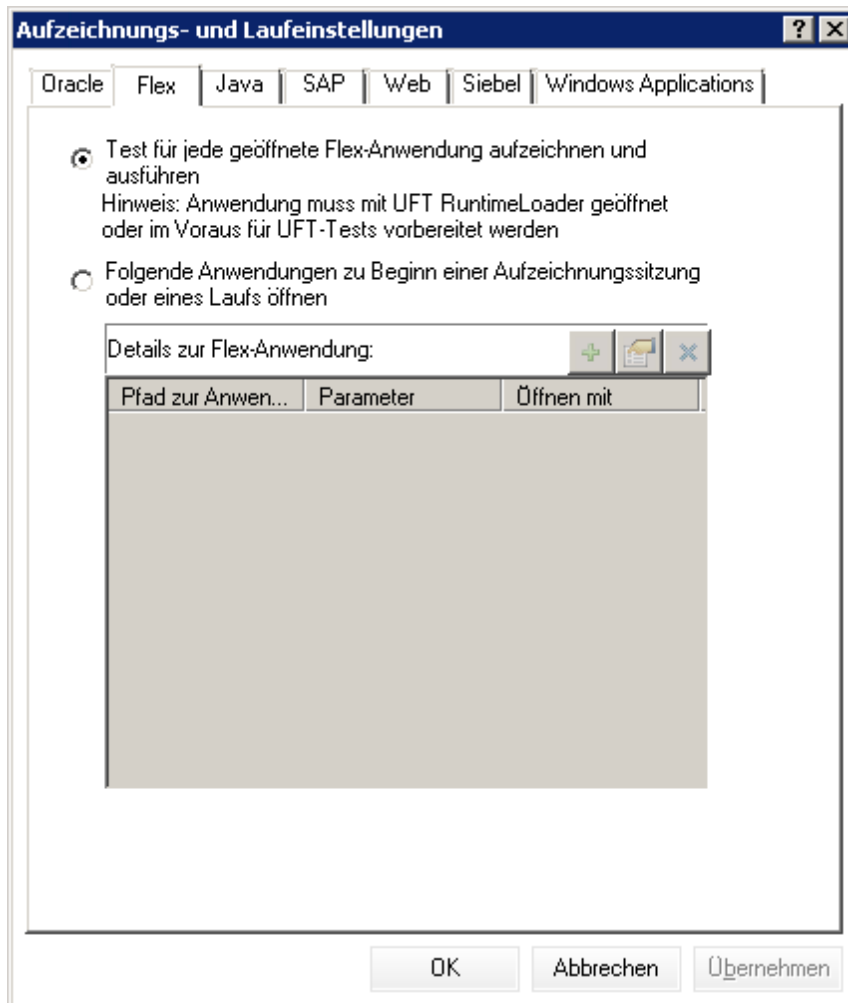 Aufzeichnungs- und Laufeinstellungen
Oracle Flex Java SAP Web Siebel Windows Applications
Test für jede geöffnete Flex-Anwendung aufzeichnen und
ausführen
Hinweis: Anwendung muss mit UFT RuntimeLoader geöffnet
oder im Voraus für UFT-Tests vorbereitet werden
Folgende Anwendungen zu Beginn einer Aufzeichnungssitzung
oder eines Laufs öffnen
Details zur Flex-Anwendung:
Pfad zur Anwen... Parameter Öffnen mit
OK Abbrechen Übernehmen